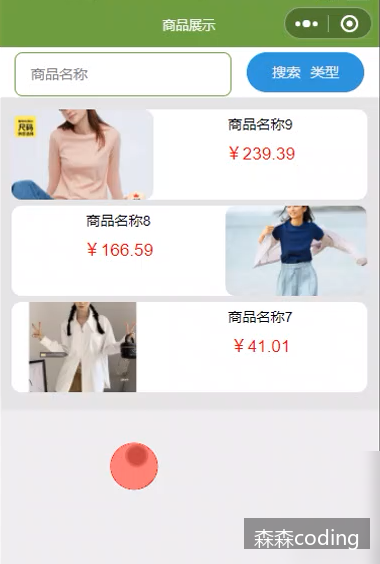 商品展示
商品名称
搜索 类型
尺码
商品名称9
￥239.39
商品名称8
￥166.59
商品名称7
￥41.01
森森coding